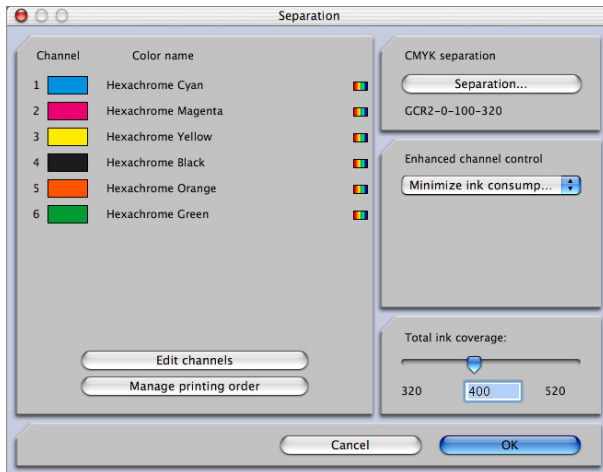 Separation
Channel Color name
1 Hexachrome Cyan
2 Hexachrome Magenta
3 Hexachrome Yellow
4 Hexachrome Black
5 Hexachrome Orange
6 Hexachrome Green
Edit channels
Manage printing order
CMYK separation
Separation...
GCR2-0-100-320
Enhanced channel control
Minimize ink consump...
Total ink coverage:
320 400 520
Cancel OK